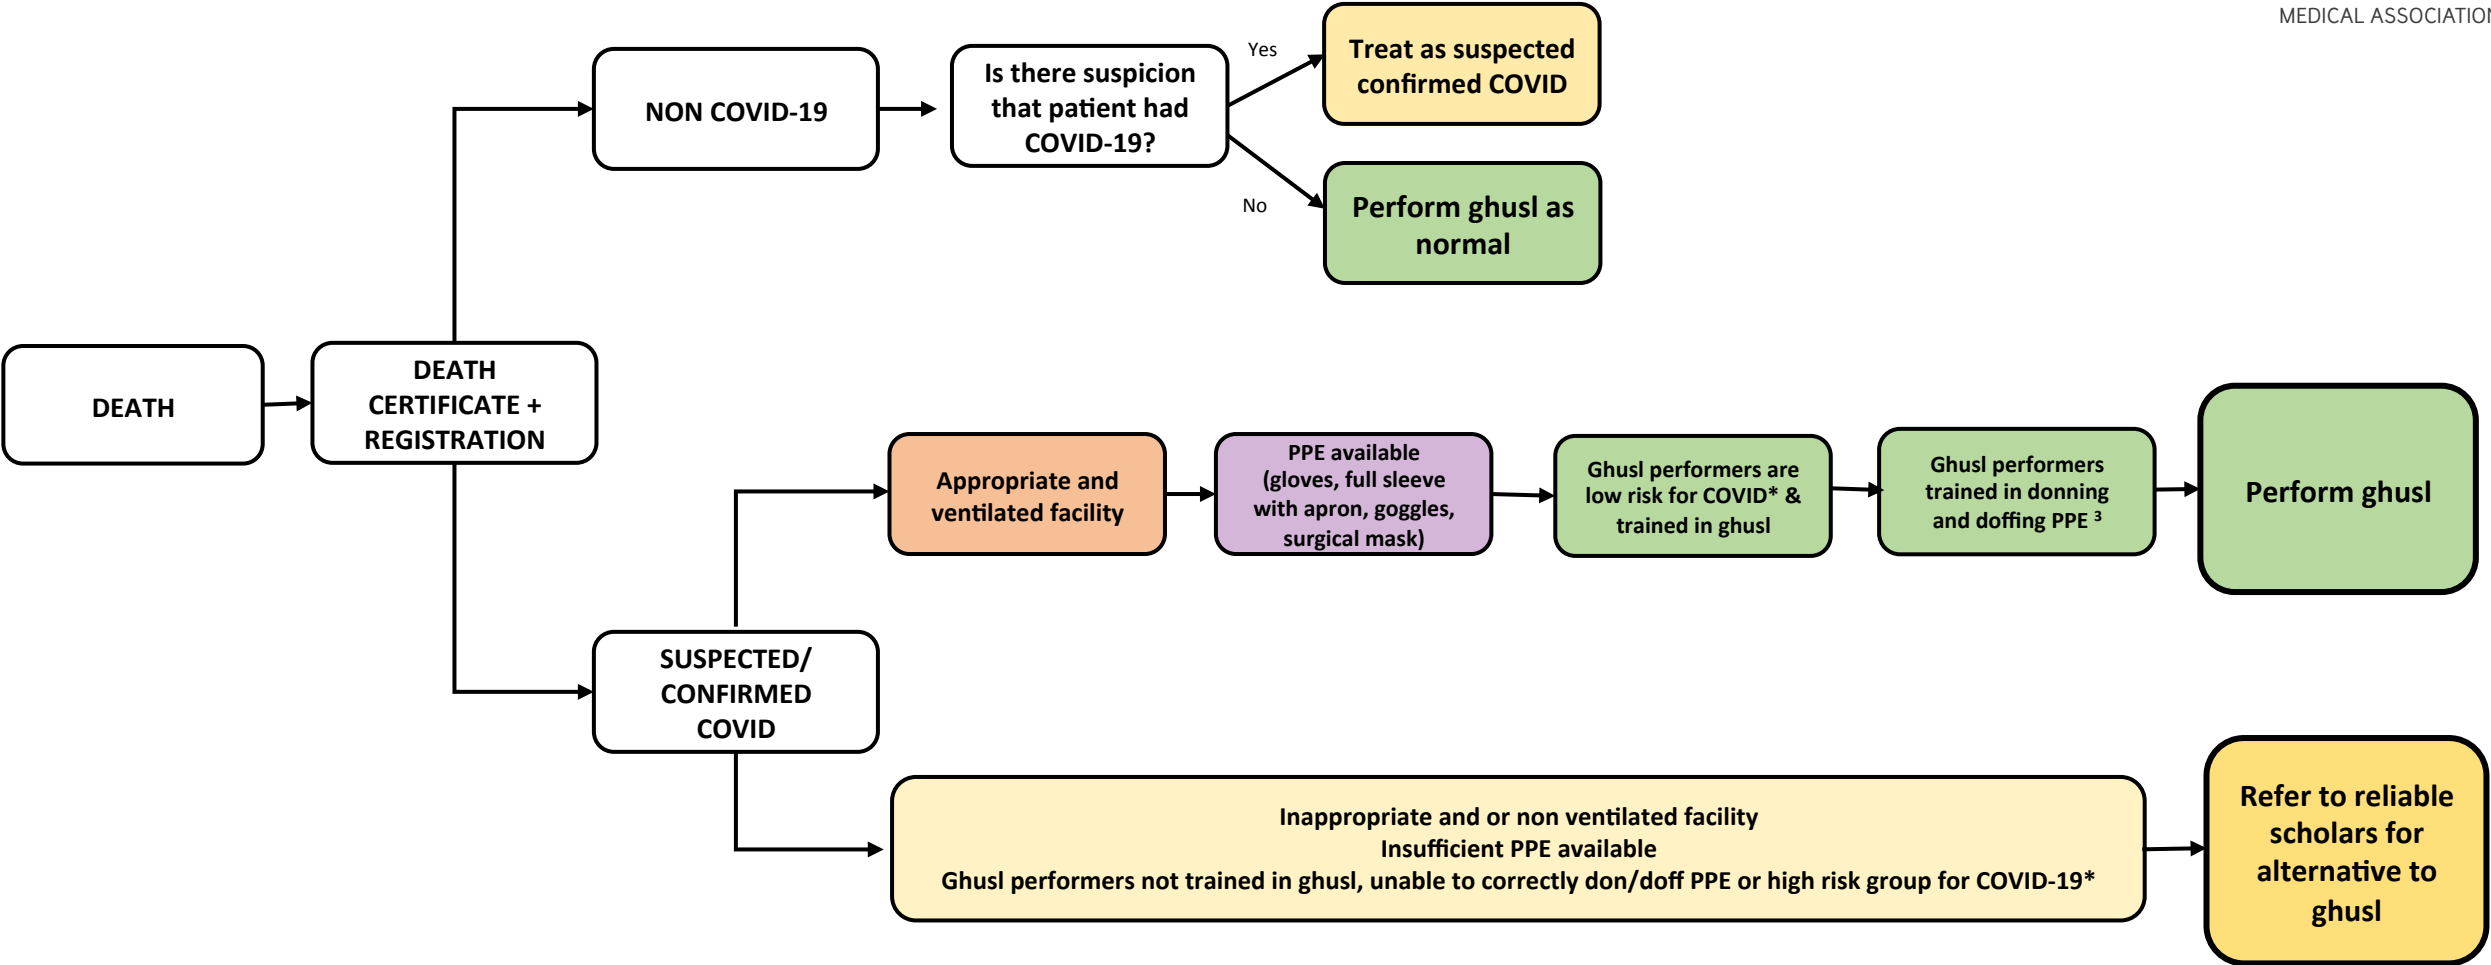 MEDICAL ASSOCIATION
Yes
Treat as suspected
confirmed COVID
NON COVID-19
Is there suspicion
that patient had
COVID-19?
No
Perform ghusl as
normal
DEATH
DEATH
CERTIFICATE +
REGISTRATION
Appropriate and
ventilated facility
PPE available
(gloves, full sleeve
with apron, goggles,
surgical mask)
Ghusl performers are
low risk for COVID* &
trained in ghusl
Ghusl performers
trained in donning
and doffing PPE ³
Perform ghusl
SUSPECTED/
CONFIRMED
COVID
Inappropriate and or non ventilated facility
Insufficient PPE available
Ghusl performers not trained in ghusl, unable to correctly don/doff PPE or high risk group for COVID-19*
Refer to reliable
scholars for
alternative to
ghusl